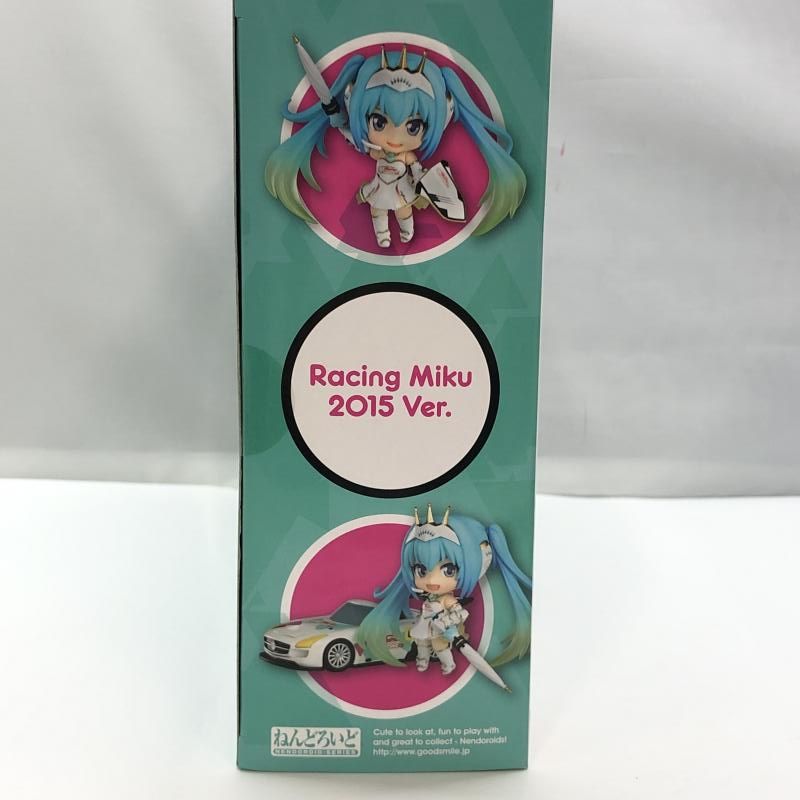 Racing Miku
2015 Ver.
ねんどろいど
NENDOROID SERIES
Cute to look at, fun to play with
and great to collect - Nendoroids!
http://www.goodsmile.jp